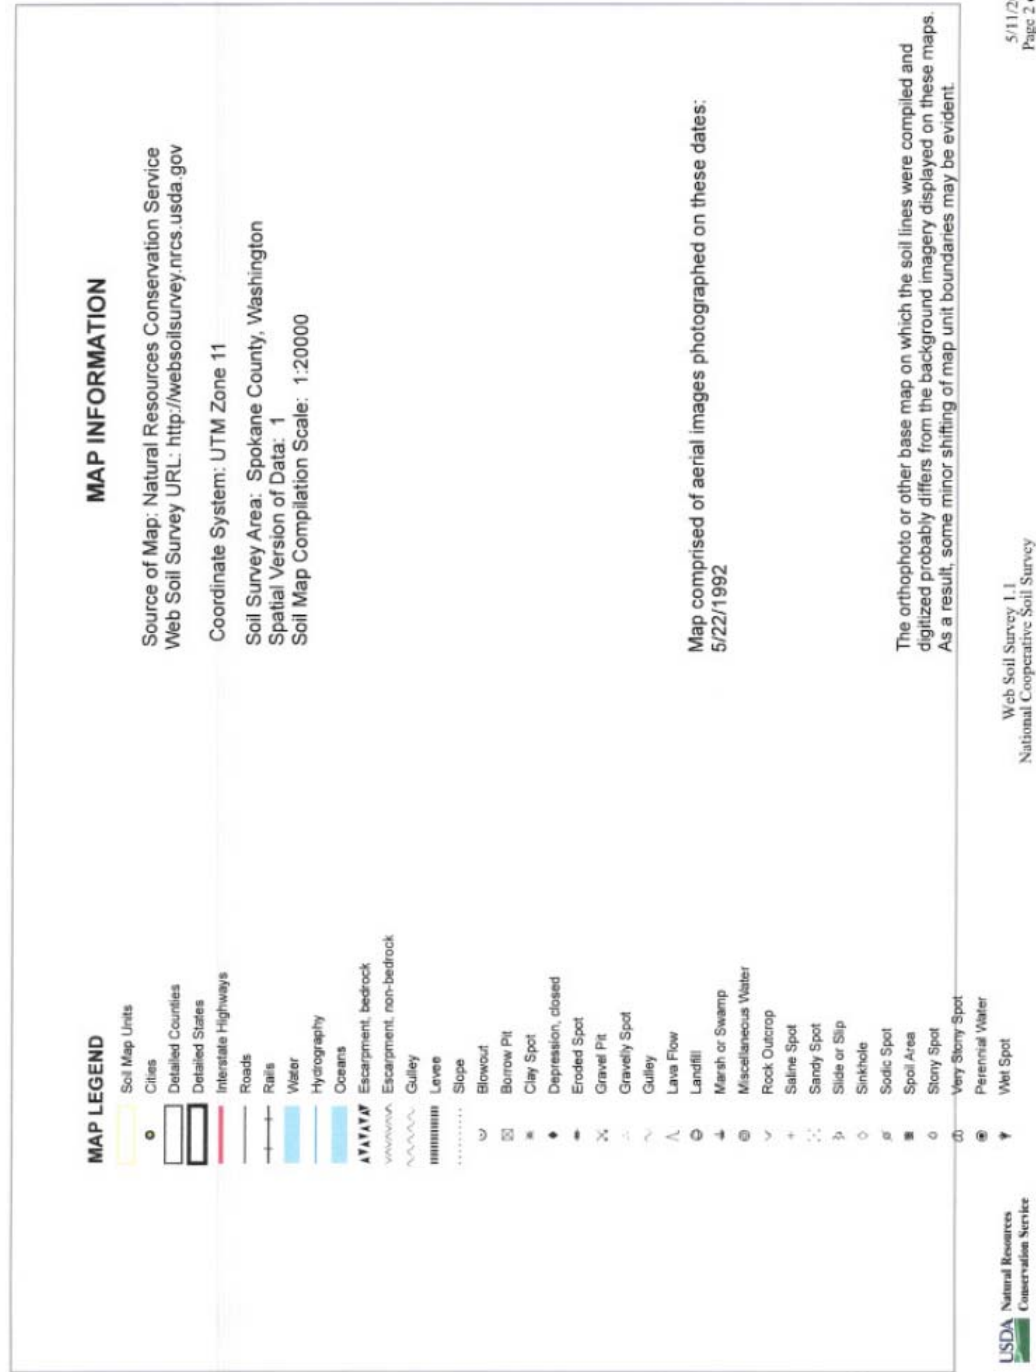 MAP LEGEND
Soil Map Units
Cities
Detailed Counties
Detailed States
Interstate Highways
Roads
Rails
Water
Hydrography
Oceans
Escarpment, bedrock
Escarpment, non-bedrock
Gulley
Levee
Slope
Blowout
Borrow Pit
Clay Spot
Depression, closed
Eroded Spot
Gravel Pit
Gravelly Spot
Gulley
Lava Flow
Landfill
Marsh or Swamp
Miscellaneous Water
Rock Outcrop
Saline Spot
Sandy Spot
Slide or Slip
Sinkhole
Sodic Spot
Spoil Area
Stony Spot
Very Stony Spot
Perennial Water
Wet Spot
MAP INFORMATION
Source of Map: Natural Resources Conservation Service
Web Soil Survey URL: http://websoilsurvey.nrcs.usda.gov
Coordinate System: UTM Zone 11
Soil Survey Area: Spokane County, Washington
Spatial Version of Data: 1
Soil Map Compilation Scale: 1:20000
Map comprised of aerial images photographed on these dates:
5/22/1992
The orthophoto or other base map on which the soil lines were compiled and
digitized probably differs from the background imagery displayed on these maps.
As a result, some minor shifting of map unit boundaries may be evident.
USDA Natural Resources
Conservation Service
Web Soil Survey 1.1
National Cooperative Soil Survey
5/11/2
Page 2